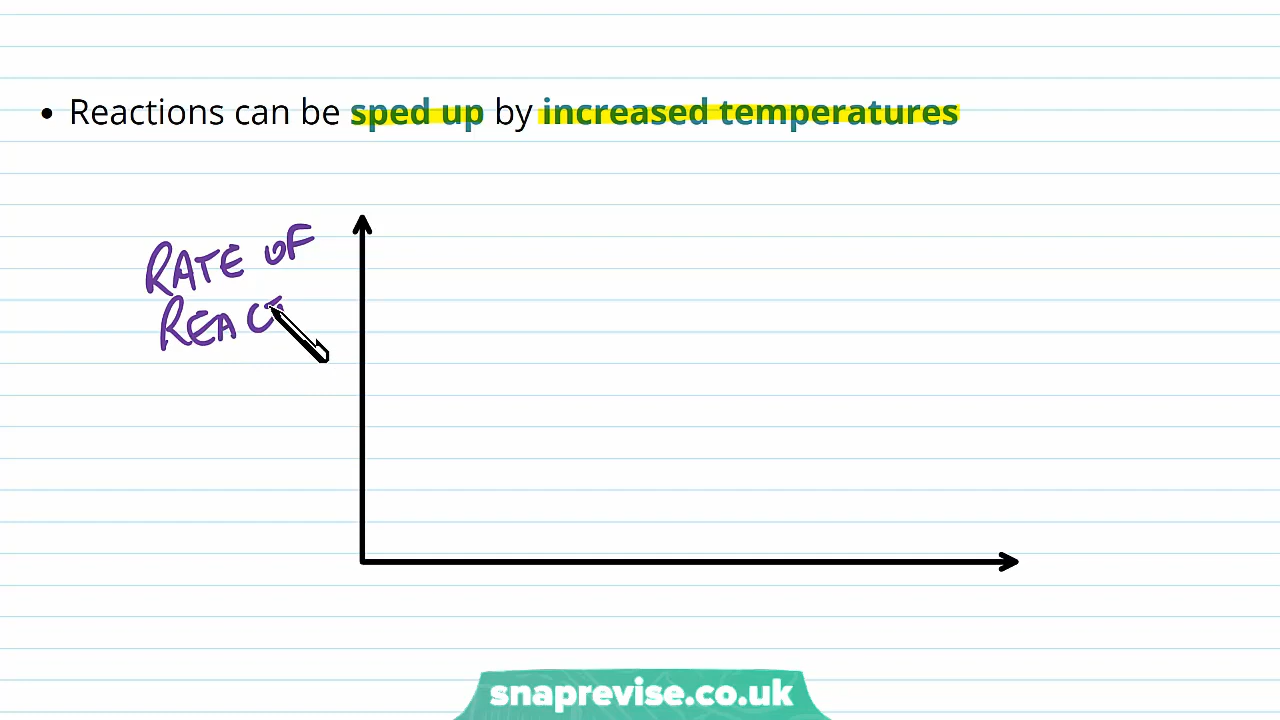 • Reactions can be sped up by increased temperatures
RATE OF
REAC
snaprevise.co.uk